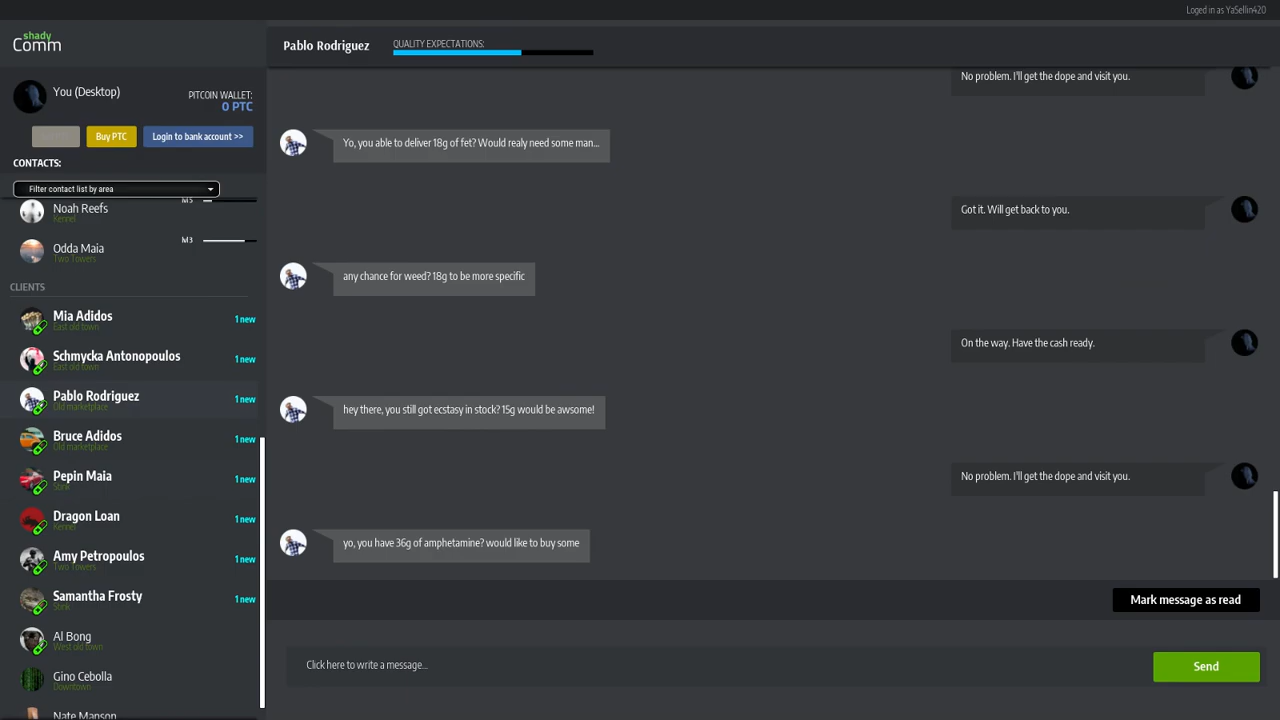 Loged in as YaSellin420
shady
Comm
You (Desktop)
PITCOIN WALLET:
0 PTC
Buy PTC
Login to bank account >>
CONTACTS:
Filter contact list by area
Noah Reefs
lvl 5
Kennel
Odda Maia
lvl 3
Two Towers
CLIENTS
Mia Adidos
East old town
1 new
Schmycka Antonopoulos
East old town
1 new
Pablo Rodriguez
Old marketplace
1 new
Bruce Adidos
Old marketplace
1 new
Pepin Maia
Stink
1 new
Dragon Loan
Kennel
1 new
Amy Petropoulos
Two Towers
1 new
Samantha Frosty
Stink
1 new
Al Bong
West old town
Gino Cebolla
Downtown
Nate Manson
Pablo Rodriguez
QUALITY EXPECTATIONS:
No problem. I'll get the dope and visit you.
Yo, you able to deliver 18g of fet? Would realy need some man...
Got it. Will get back to you.
any chance for weed? 18g to be more specific
On the way. Have the cash ready.
hey there, you still got ecstasy in stock? 15g would be awsome!
No problem. I'll get the dope and visit you.
yo, you have 36g of amphetamine? would like to buy some
Mark message as read
Click here to write a message...
Send